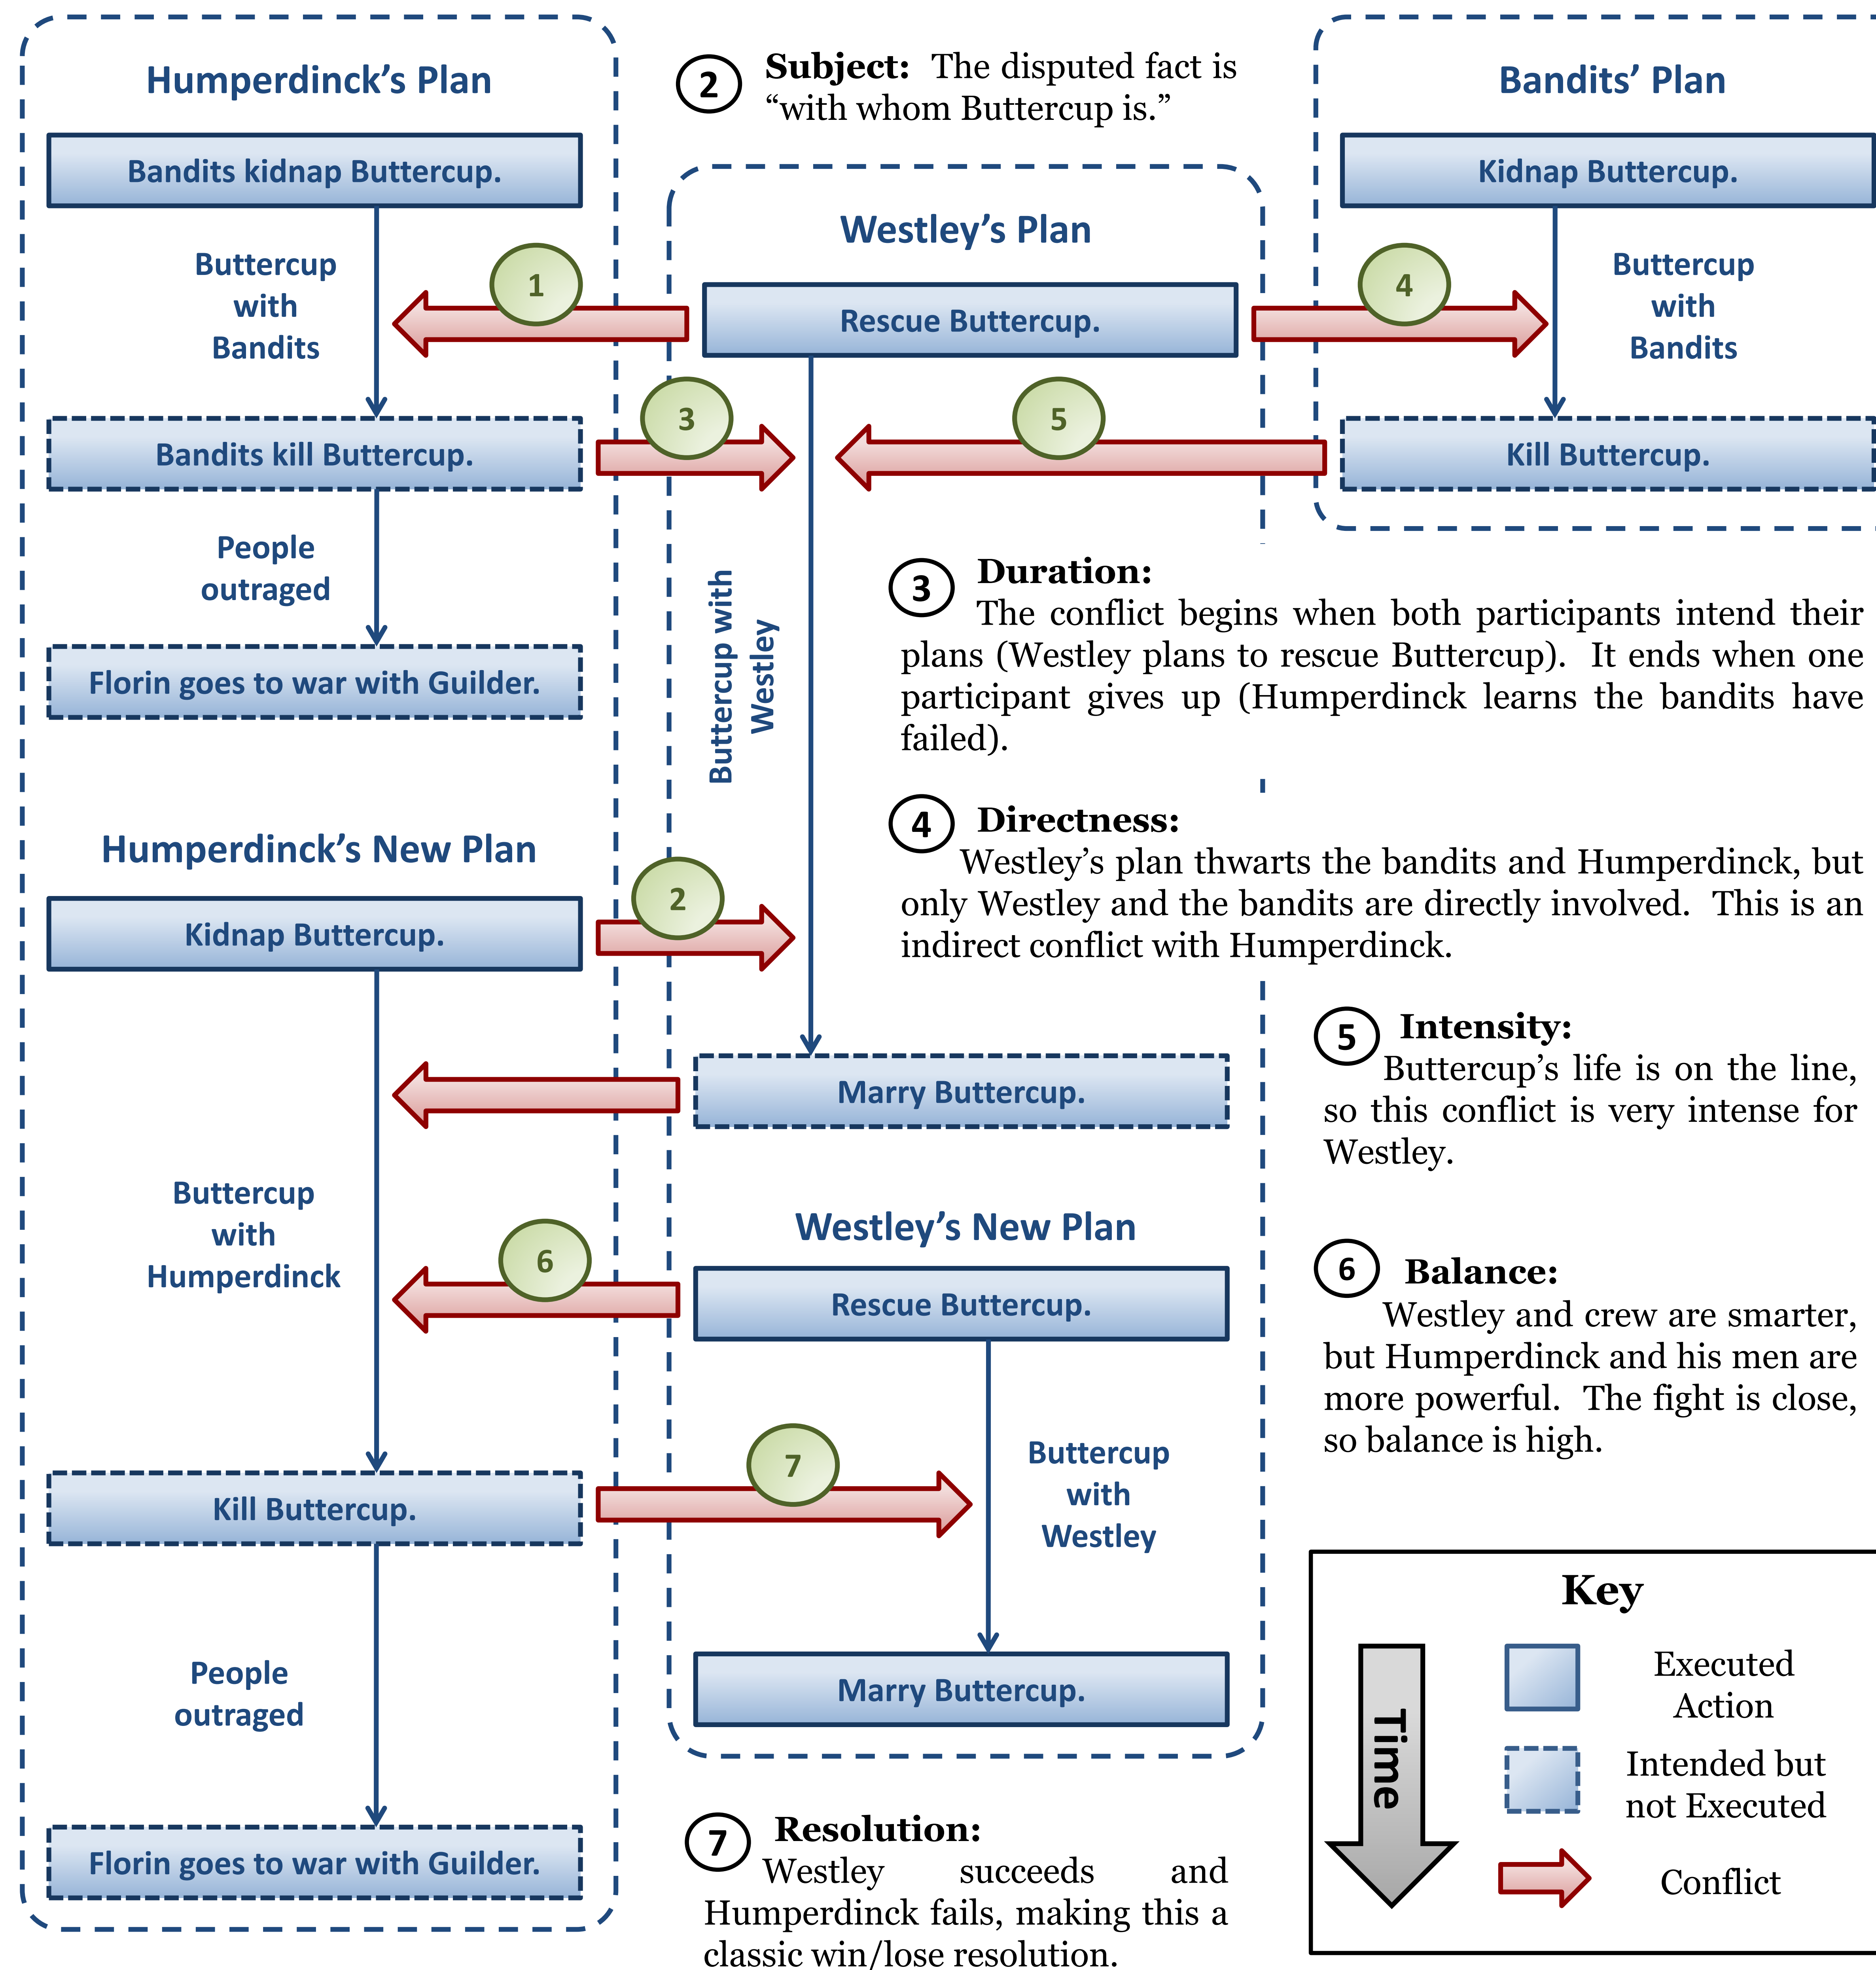 Humperdinck’s Plan
Bandits kidnap Buttercup.
Buttercup
with
Bandits
Bandits kill Buttercup.
People
outraged
Florin goes to war with Guilder.
Humperdinck’s New Plan
Kidnap Buttercup.
Buttercup
with
Humperdinck
Kill Buttercup.
People
outraged
Florin goes to war with Guilder.
1
3
2
6
7
2 Subject: The disputed fact is
“with whom Buttercup is.”
Westley’s Plan
Rescue Buttercup.
Buttercup with
Westley
Marry Buttercup.
Westley’s New Plan
Rescue Buttercup.
Buttercup
with
Westley
Marry Buttercup.
4
5
Bandits’ Plan
Kidnap Buttercup.
Buttercup
with
Bandits
Kill Buttercup.
3 Duration:
The conflict begins when both participants intend their
plans (Westley plans to rescue Buttercup). It ends when one
participant gives up (Humperdinck learns the bandits have
failed).
4 Directness:
Westley’s plan thwarts the bandits and Humperdinck, but
only Westley and the bandits are directly involved. This is an
indirect conflict with Humperdinck.
5 Intensity:
Buttercup’s life is on the line,
so this conflict is very intense for
Westley.
6 Balance:
Westley and crew are smarter,
but Humperdinck and his men are
more powerful. The fight is close,
so balance is high.
7 Resolution:
Westley succeeds and
Humperdinck fails, making this a
classic win/lose resolution.
Key
Time
Executed
Action
Intended but
not Executed
Conflict